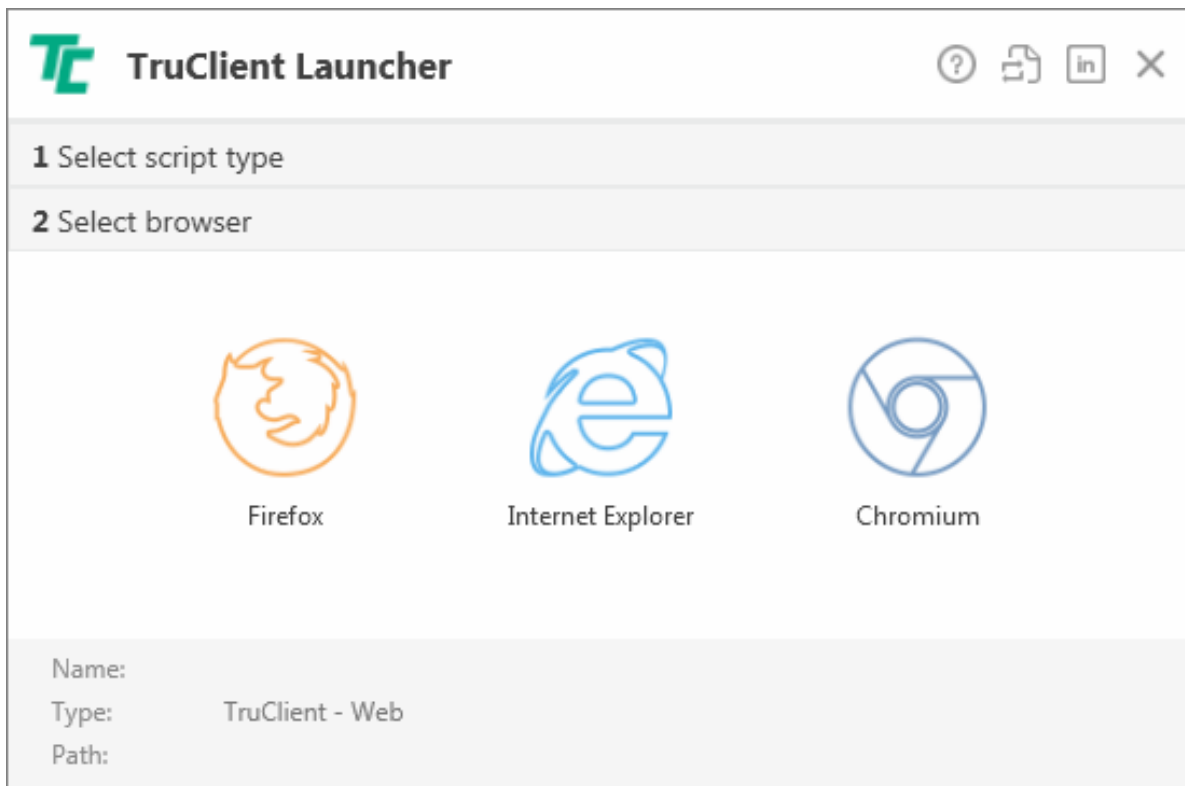 TC TruClient Launcher ? in
1 Select script type
2 Select browser
Firefox Internet Explorer Chromium
Name:
Type: TruClient - Web
Path: